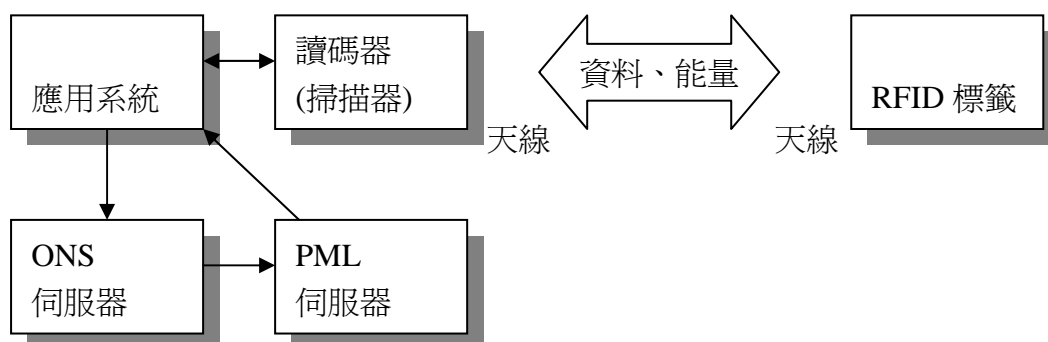 應用系統
讀碼器
(掃描器)
天線
資料、能量
天線
RFID 標籤
ONS
伺服器
PML
伺服器